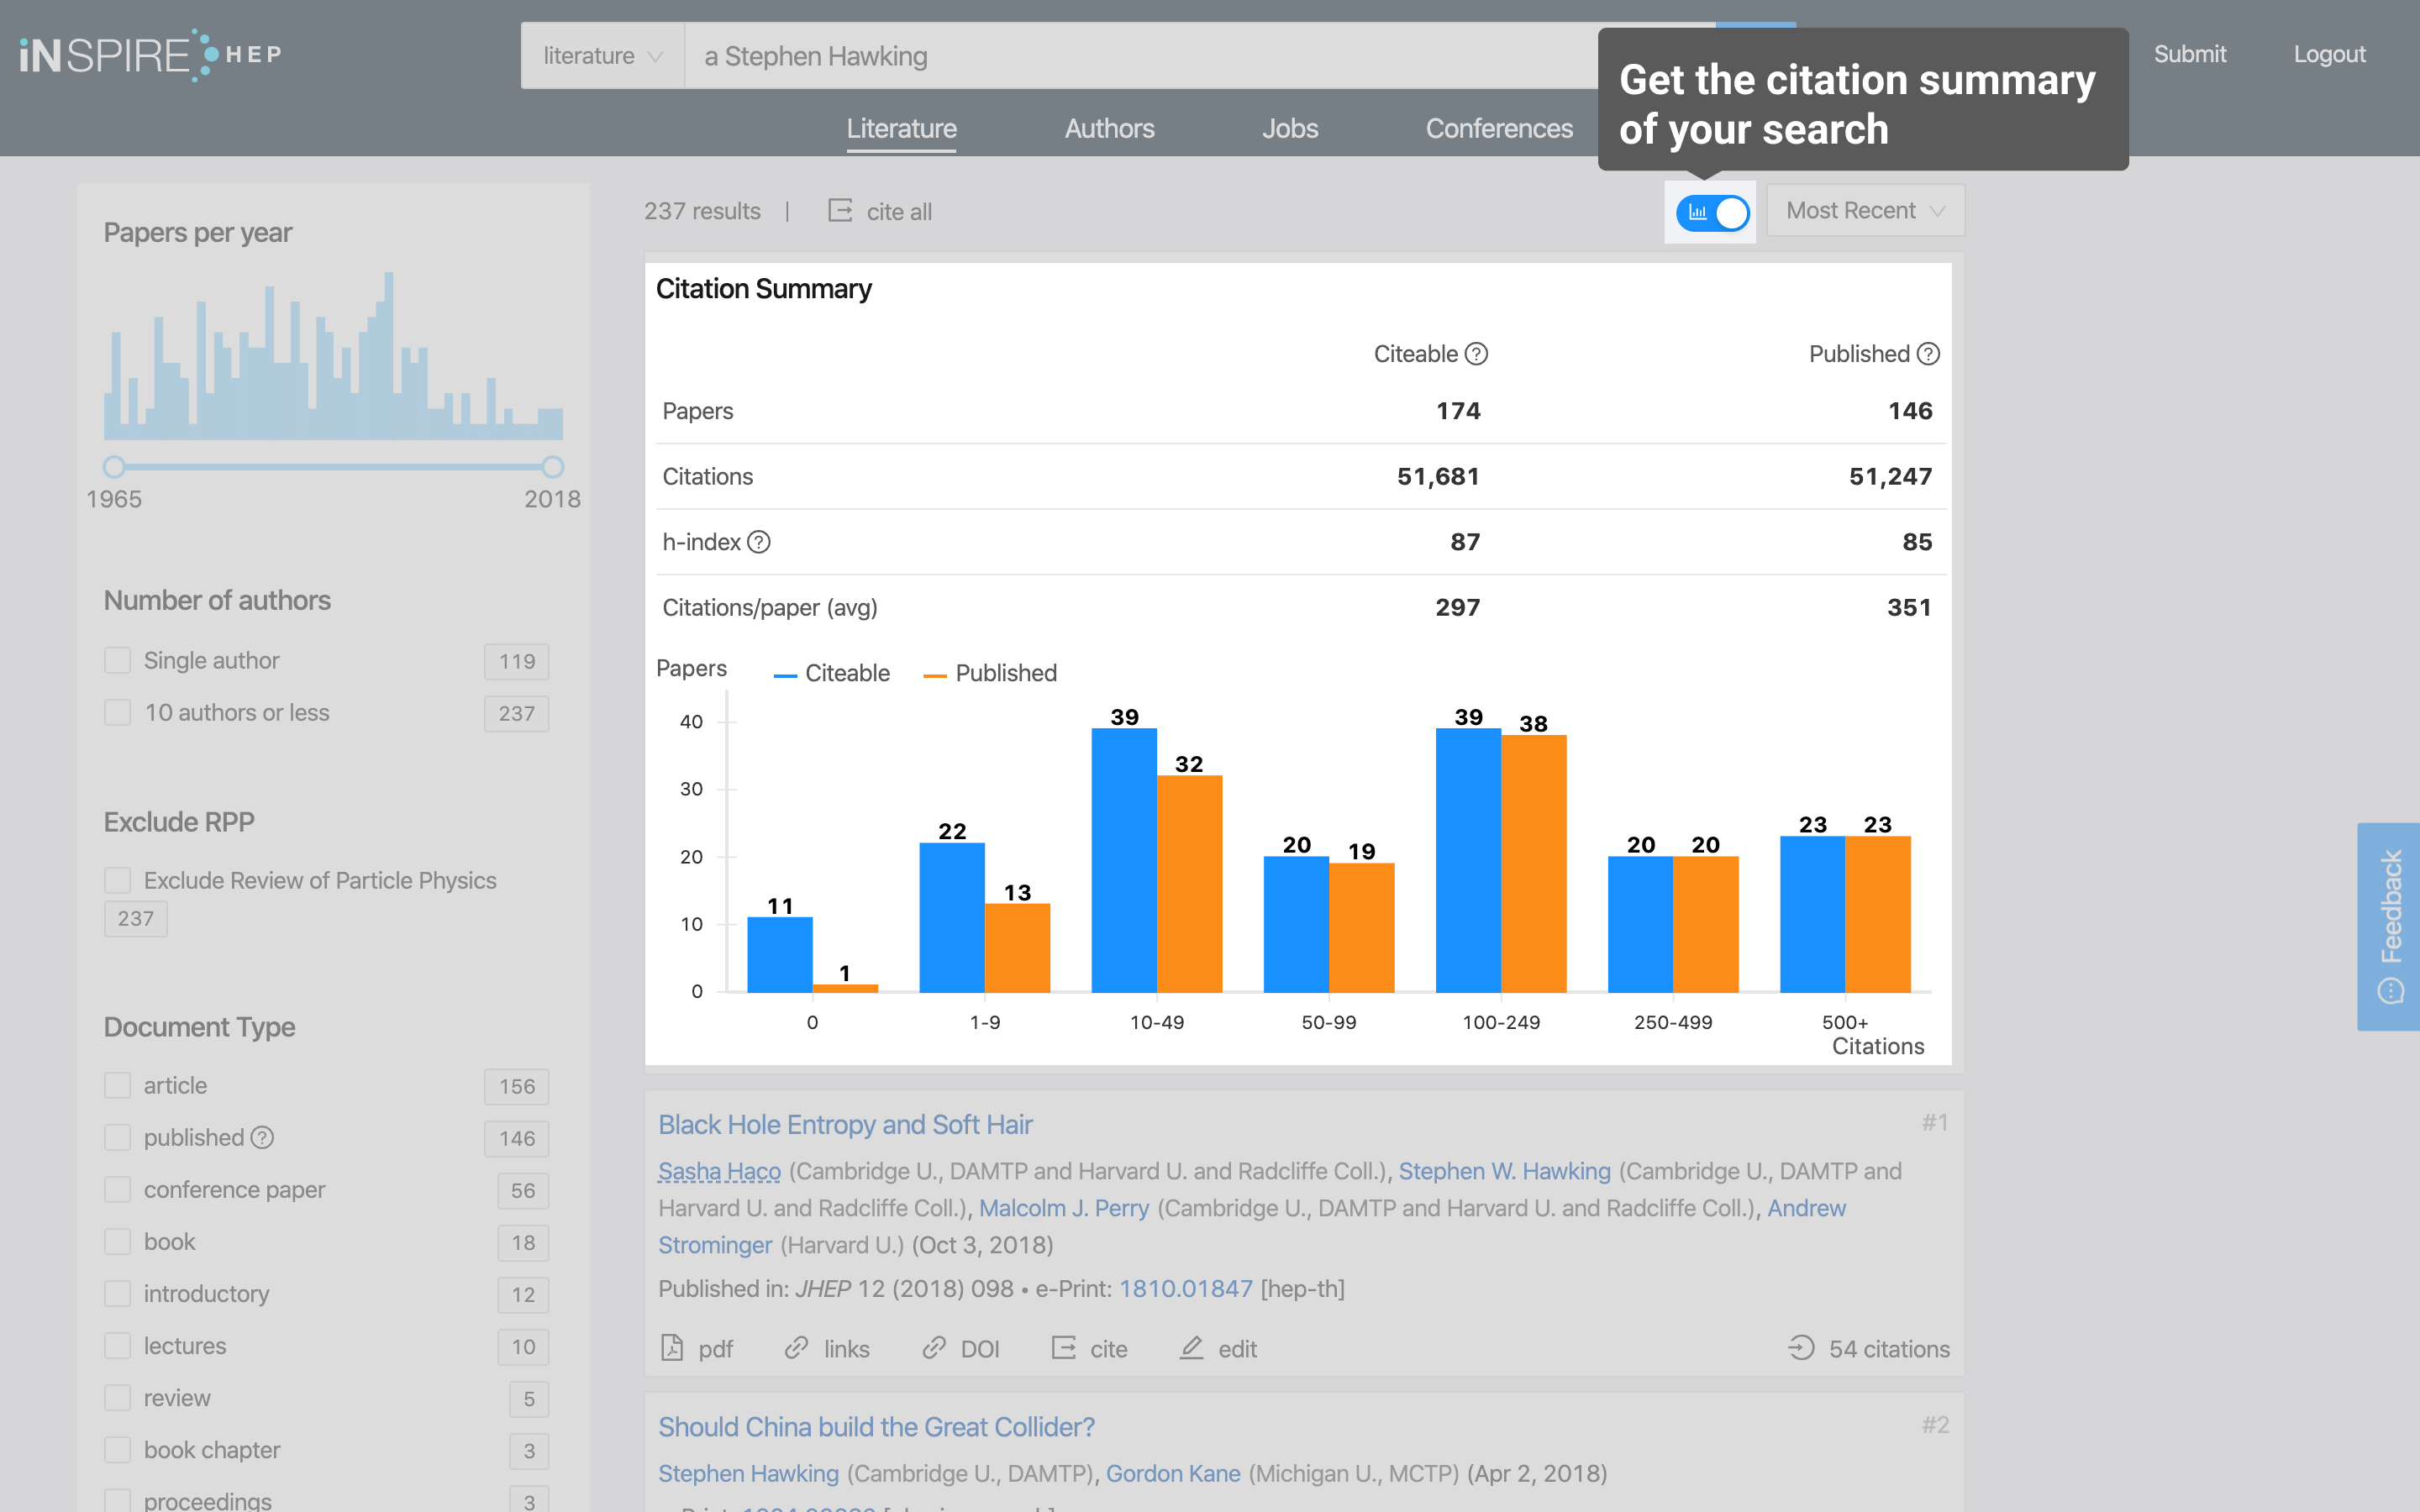 iNSPIRE HEP
literature
a Stephen Hawking
Submit
Logout
Get the citation summary
of your search
Literature
Authors
Jobs
Conferences
Papers per year
1965
2018
Number of authors
Single author 119
10 authors or less 237
Exclude RPP
Exclude Review of Particle Physics
237
Document Type
article 156
published 146
conference paper 56
book 18
introductory 12
lectures 10
review 5
book chapter 3
proceedings 3
237 results | cite all
Most Recent
Citation Summary
Citeable ? Published ?
Papers 174 146
Citations 51,681 51,247
h-index ? 87 85
Citations/paper (avg) 297 351
Papers
Citeable
Published
40
30
20
10
0
11
1
22
13
39
32
20
19
39
38
20
20
23
23
0 1-9 10-49 50-99 100-249 250-499 500+
Citations
Black Hole Entropy and Soft Hair #1
Sasha Haco (Cambridge U., DAMTP and Harvard U. and Radcliffe Coll.), Stephen W. Hawking (Cambridge U., DAMTP and
Harvard U. and Radcliffe Coll.), Malcolm J. Perry (Cambridge U., DAMTP and Harvard U. and Radcliffe Coll.), Andrew
Strominger (Harvard U.) (Oct 3, 2018)
Published in: JHEP 12 (2018) 098 • e-Print: 1810.01847 [hep-th]
pdf links DOI cite edit 54 citations
Should China build the Great Collider? #2
Stephen Hawking (Cambridge U., DAMTP), Gordon Kane (Michigan U., MCTP) (Apr 2, 2018)
Feedback